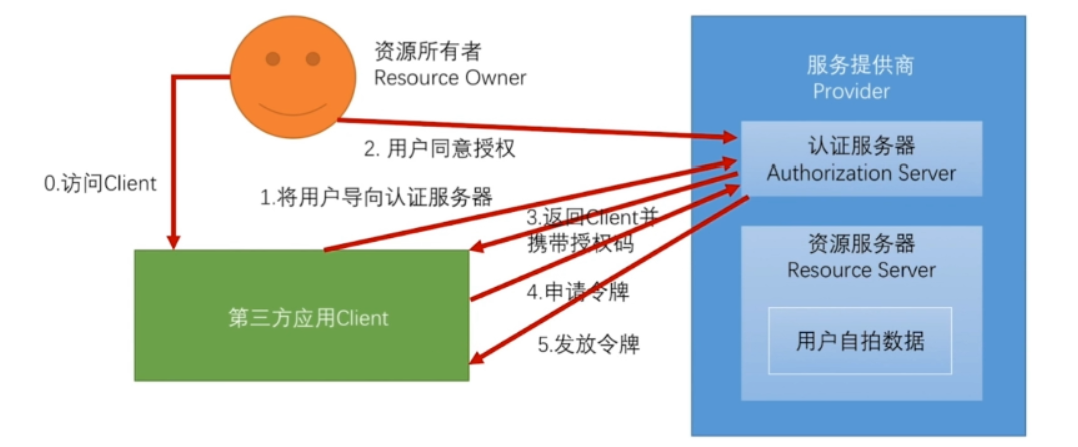 资源所有者
Resource Owner
服务提供商
Provider
2. 用户同意授权
认证服务器
Authorization Server
0.访问Client
1.将用户导向认证服务器
3.返回Client并
携带授权码
资源服务器
Resource Server
4.申请令牌
第三方应用Client
5.发放令牌
用户自拍数据